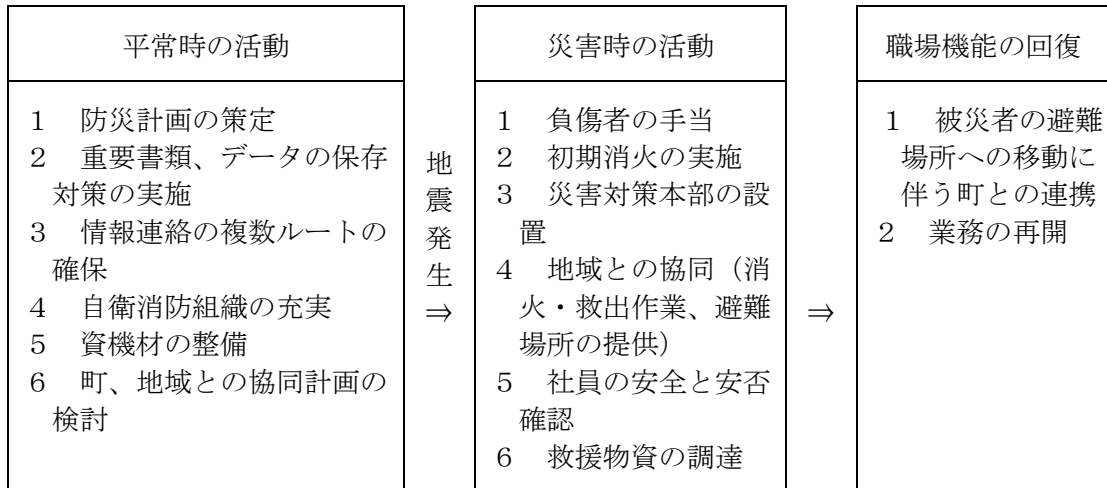 平常時の活動
１　防災計画の策定
２　重要書類、データの保存
対策の実施
３　情報連絡の複数ルートの
確保
４　自衛消防組織の充実
５　資機材の整備
６　町、地域との協同計画の
検討
地震発生
⇒
災害時の活動
１　負傷者の手当
２　初期消火の実施
３　災害対策本部の設
置
４　地域との協同（消
火・救出作業、避難
場所の提供）
５　社員の安全と安否
確認
６　救援物資の調達
⇒
職場機能の回復
１　被災者の避難
場所への移動に
伴う町との連携
２　業務の再開